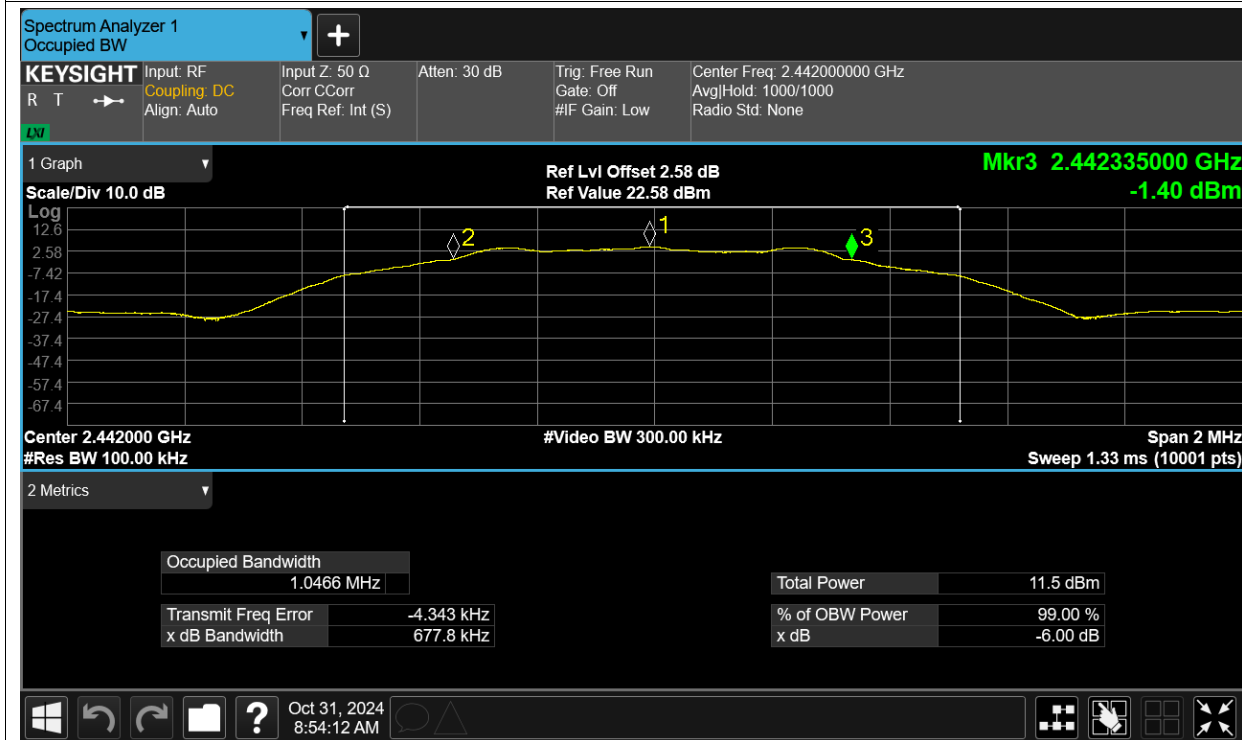 Spectrum Analyzer 1
Occupied BW
+
KEYSIGHT
R T
LXI
Input: RF
Coupling: DC
Align: Auto
Input Z: 50 Ω
Corr CCorr
Freq Ref: Int (S)
Atten: 30 dB
Trig: Free Run
Gate: Off
#IF Gain: Low
Center Freq: 2.442000000 GHz
Avg|Hold: 1000/1000
Radio Std: None
1 Graph
Scale/Div 10.0 dB
Ref Lvl Offset 2.58 dB
Ref Value 22.58 dBm
Mkr3 2.442335000 GHz
-1.40 dBm
Log
12.6
2.58
-7.42
-17.4
-27.4
-37.4
-47.4
-57.4
-67.4
2
1
3
Center 2.442000 GHz
#Res BW 100.00 kHz
#Video BW 300.00 kHz
Span 2 MHz
Sweep 1.33 ms (10001 pts)
2 Metrics
Occupied Bandwidth
1.0466 MHz
Transmit Freq Error -4.343 kHz
x dB Bandwidth 677.8 kHz
Total Power 11.5 dBm
% of OBW Power 99.00 %
x dB -6.00 dB
?
Oct 31, 2024
8:54:12 AM